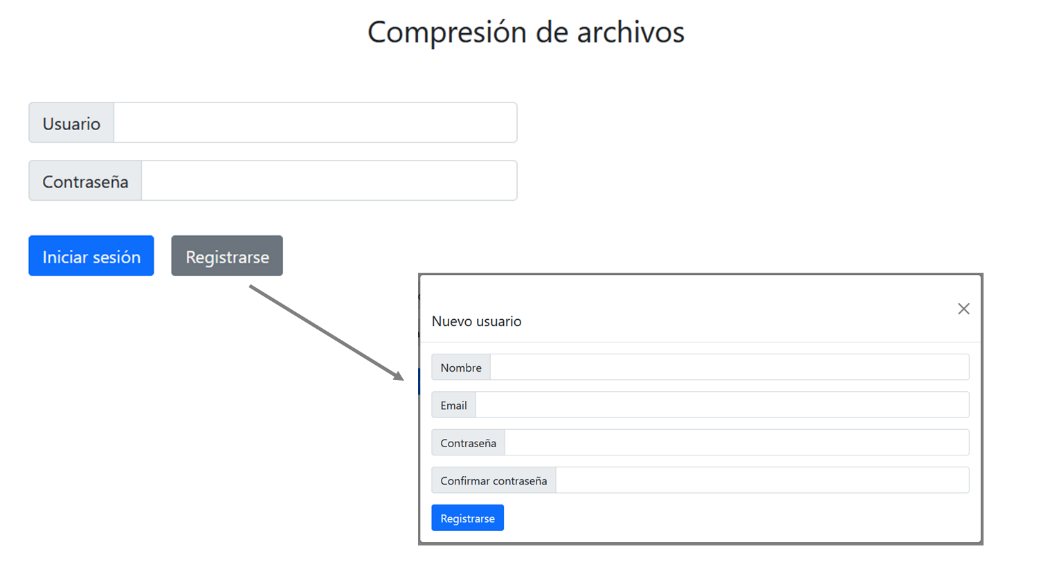 Compresión de archivos
Usuario
Contraseña
Iniciar sesión
Registrarse
Nuevo usuario
Nombre
Email
Contraseña
Confirmar contraseña
Registrarse